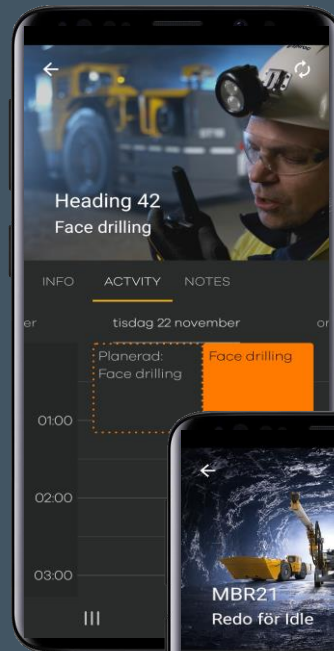 Heading 42
Face drilling
INFO ACTVITY NOTES
er tisdag 22 november or
Planerad:
Face drilling
Face drilling
01:00
02:00
03:00
MBR21
Redo för Idle